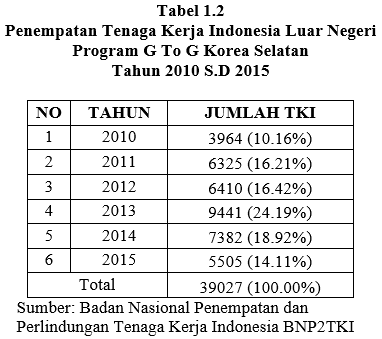 Tabel 1.2
Penempatan Tenaga Kerja Indonesia Luar Negeri
Program G To G Korea Selatan
Tahun 2010 S.D 2015
NO TAHUN JUMLAH TKI
1 2010 3964 (10.16%)
2 2011 6325 (16.21%)
3 2012 6410 (16.42%)
4 2013 9441 (24.19%)
5 2014 7382 (18.92%)
6 2015 5505 (14.11%)
Total 39027 (100.00%)
Sumber: Badan Nasional Penempatan dan
Perlindungan Tenaga Kerja Indonesia BNP2TKI